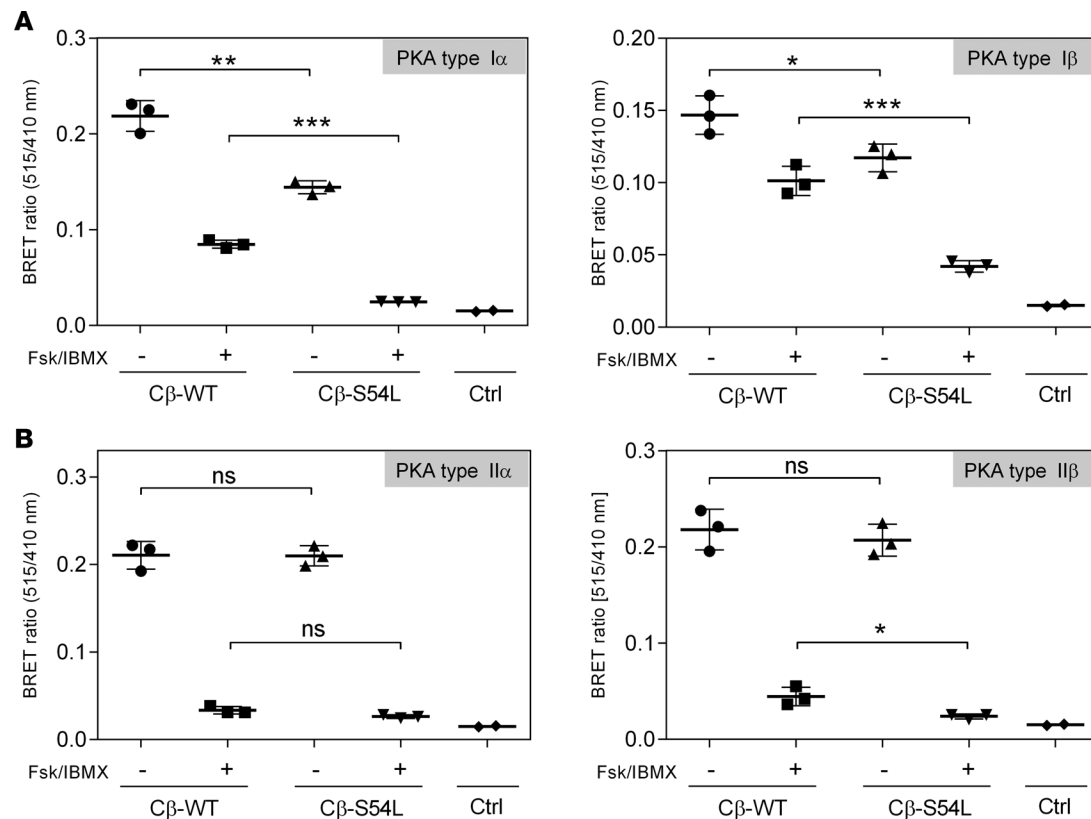 A
PKA type Iα
BRET ratio (515/410 nm)
0.3
0.2
0.1
0.0
**
***
Fsk/IBMX - + - +
Cβ-WT Cβ-S54L Ctrl
PKA type Iβ
BRET ratio (515/410 nm)
0.20
0.15
0.10
0.05
0.00
*
***
- + - +
Cβ-WT Cβ-S54L Ctrl
B
PKA type IIα
BRET ratio (515/410 nm)
0.3
0.2
0.1
0.0
ns
ns
Fsk/IBMX - + - +
Cβ-WT Cβ-S54L Ctrl
PKA type IIβ
BRET ratio [515/410 nm]
0.3
0.2
0.1
0.0
ns
*
Fsk/IBMX - + - +
Cβ-WT Cβ-S54L Ctrl